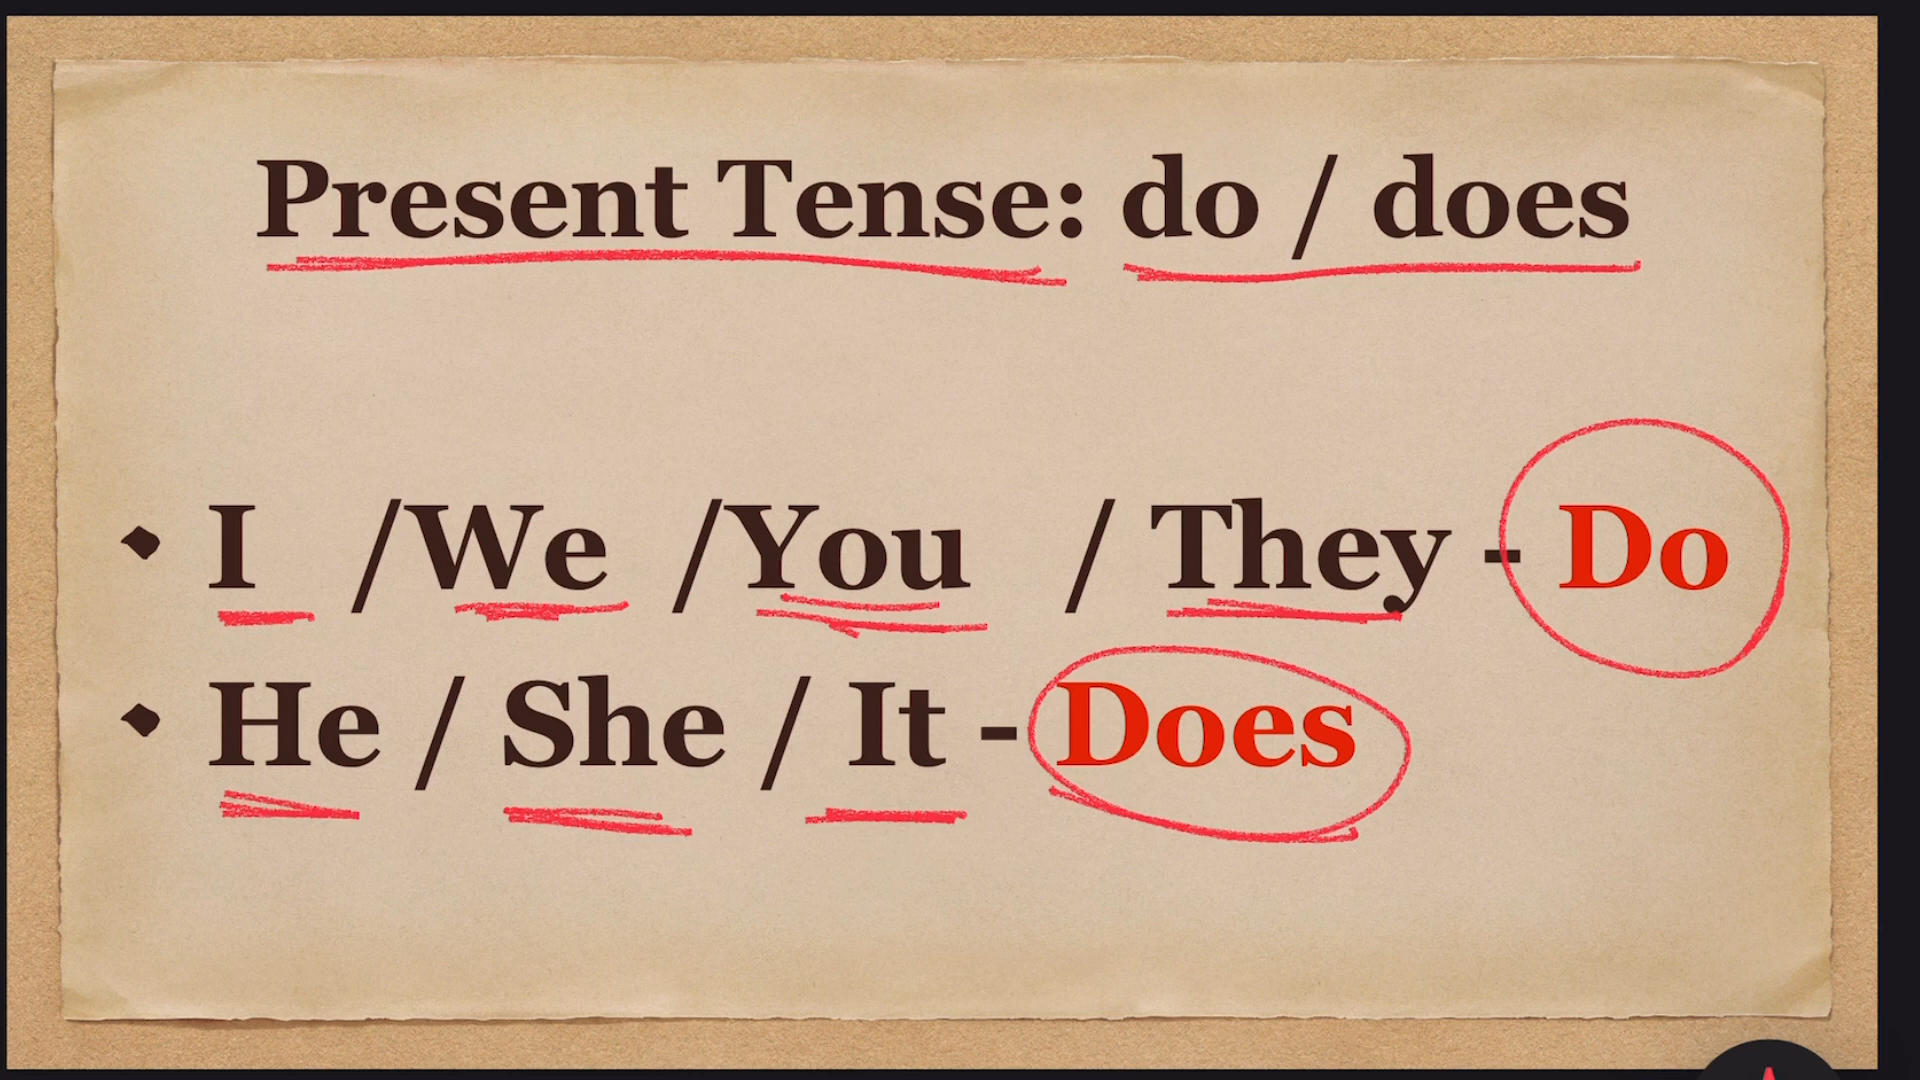 Present Tense: do / does
• I /We /You / They - Do
• He / She / It - Does